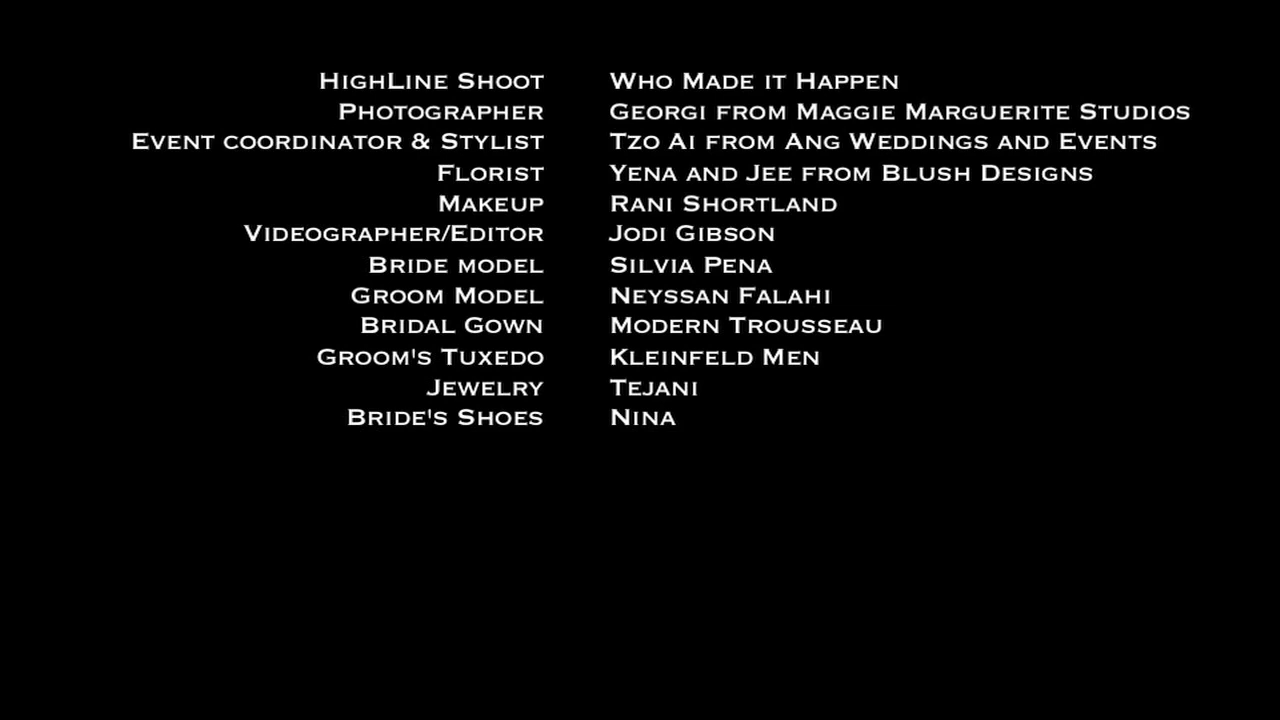 HighLine Shoot Who Made it Happen
Photographer Georgi from Maggie Marguerite Studios
Event coordinator & Stylist Tzo Ai from Ang Weddings and Events
Florist Yena and Jee from Blush Designs
Makeup Rani Shortland
Videographer/Editor Jodi Gibson
Bride model Silvia Pena
Groom Model Neyssan Falahi
Bridal Gown Modern Trousseau
Groom's Tuxedo Kleinfeld Men
Jewelry Tejani
Bride's Shoes Nina